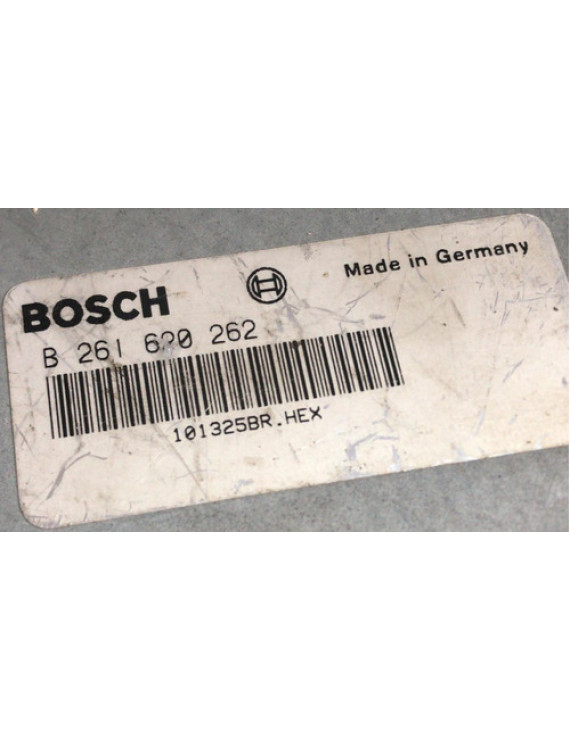 BOSCH
Made in Germany
B 261 620 262
101325BR.HEX